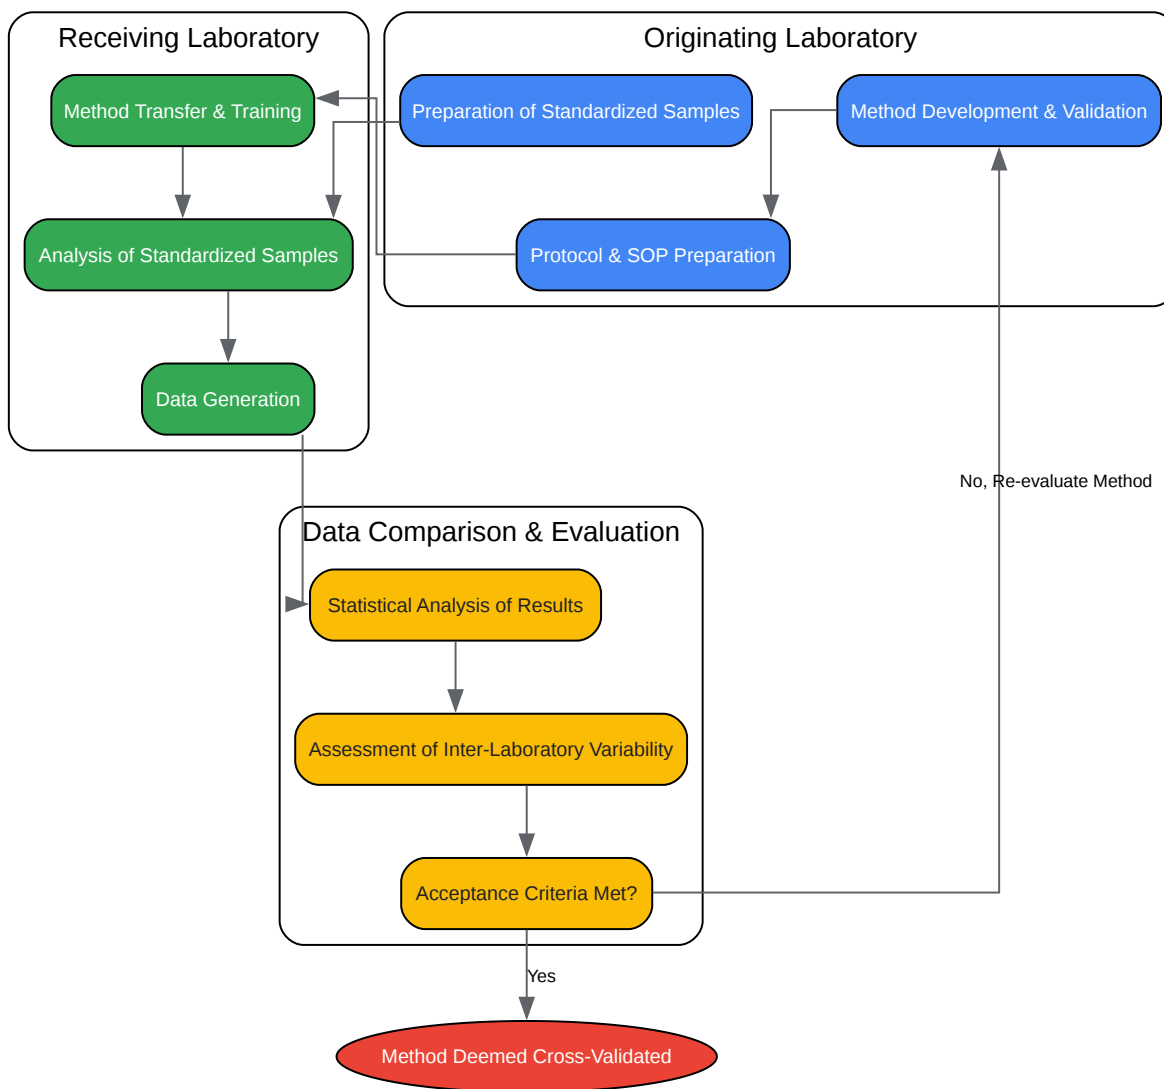 Receiving Laboratory
Method Transfer & Training
Analysis of Standardized Samples
Data Generation
Originating Laboratory
Preparation of Standardized Samples
Method Development & Validation
Protocol & SOP Preparation
No, Re-evaluate Method
Data Comparison & Evaluation
Statistical Analysis of Results
Assessment of Inter-Laboratory Variability
Acceptance Criteria Met?
Yes
Method Deemed Cross-Validated